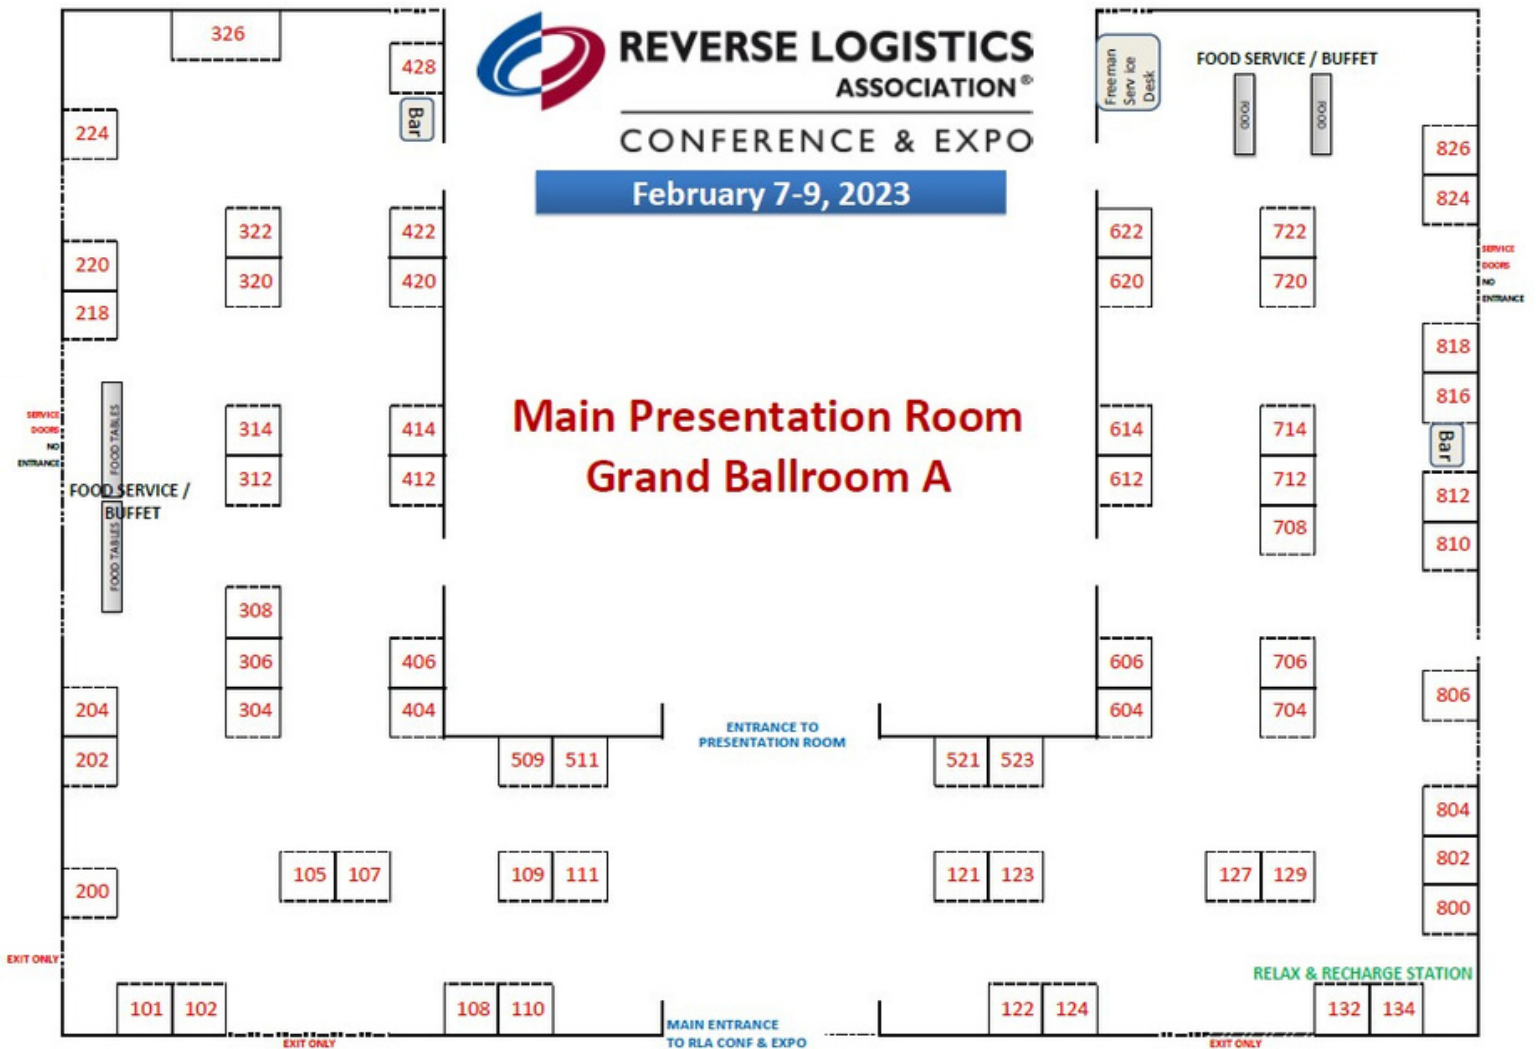 326
428
Bar
224
322
422
220
320
420
218
SERVICE
DOORS
NO
ENTRANCE
FOOD TABLES
FOOD SERVICE /
BUFFET
FOOD TABLES
314
414
312
412
308
306
406
204
304
404
202
200
EXIT ONLY
REVERSE LOGISTICS
ASSOCIATION®
CONFERENCE & EXPO
February 7-9, 2023
Main Presentation Room
Grand Ballroom A
ENTRANCE TO
PRESENTATION ROOM
509 511
521 523
105 107
109 111
121 123
127 129
101 102
108 110
122 124
132 134
EXIT ONLY
MAIN ENTRANCE
TO RLA CONF & EXPO
EXIT ONLY
Freeman
Serv ice
Desk
FOOD SERVICE / BUFFET
FOOD
FOOD
826
824
622
722
620
720
SERVICE
DOORS
NO
ENTRANCE
818
816
Bar
614
714
612
712
812
708
810
606
706
806
604
704
804
802
800
RELAX & RECHARGE STATION